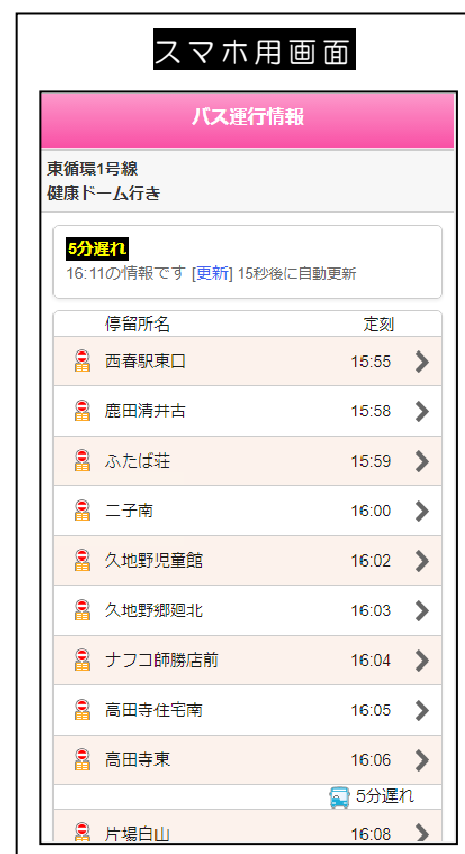 スマホ用画面
バス運行情報
東循環1号線
健康ドーム行き
5分遅れ
16:11の情報です [更新] 15秒後に自動更新
停留所名 定刻
西春駅東口 15:55
鹿田清井古 15:58
ふたば荘 15:59
二子南 16:00
久地野児童館 16:02
久地野郷廻北 16:03
ナフコ師勝店前 16:04
高田寺住宅南 16:05
高田寺東 16:06
5分遅れ
片場白山 16:08